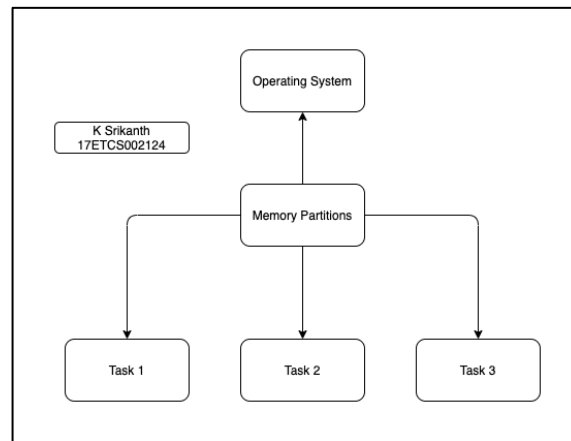 Operating System
K Srikanth
17ETCS002124
Memory Partitions
Task 1
Task 2
Task 3